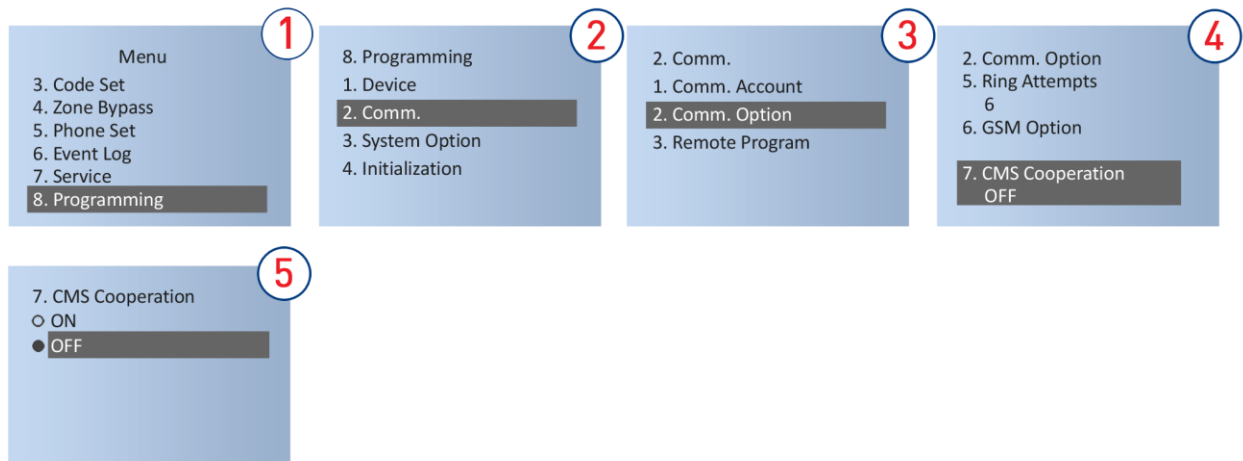 1
Menu
3. Code Set
4. Zone Bypass
5. Phone Set
6. Event Log
7. Service
8. Programming
2
8. Programming
1. Device
2. Comm.
3. System Option
4. Initialization
3
2. Comm.
1. Comm. Account
2. Comm. Option
3. Remote Program
4
2. Comm. Option
5. Ring Attempts
6
6. GSM Option
7. CMS Cooperation
OFF
5
7. CMS Cooperation
ON
OFF